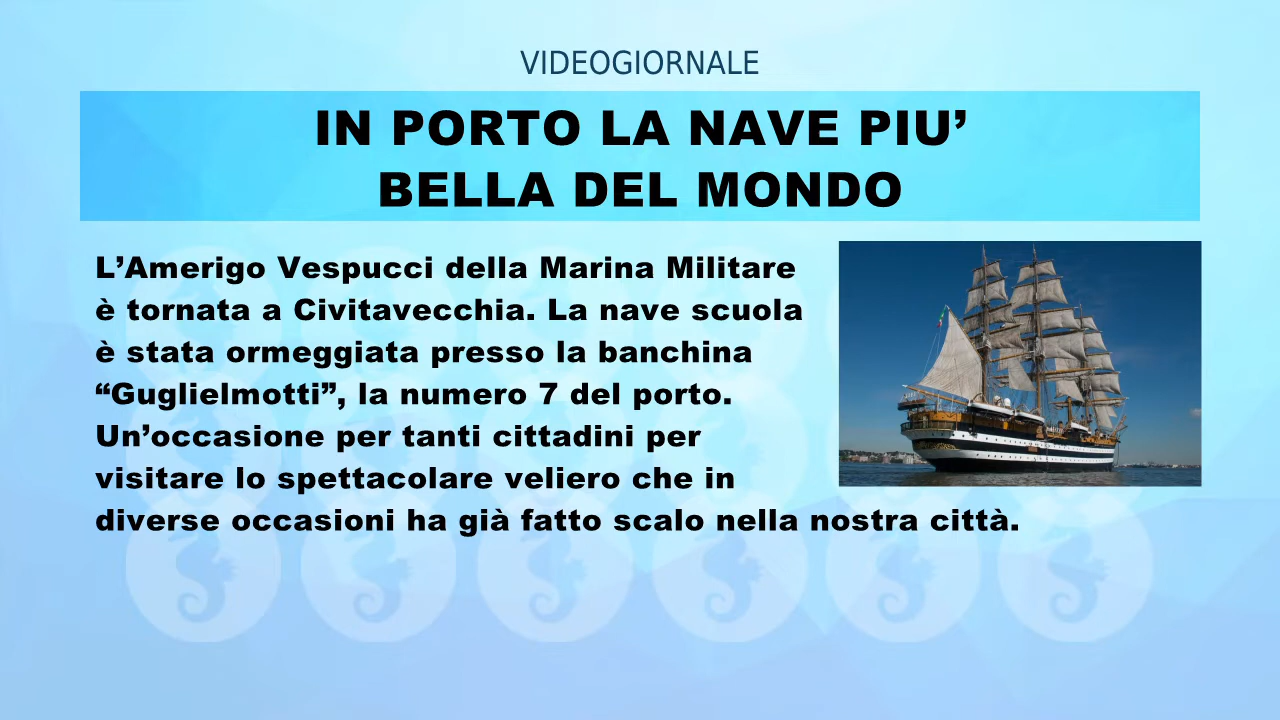 VIDEOGIORNALE
IN PORTO LA NAVE PIU’
BELLA DEL MONDO
L’Amerigo Vespucci della Marina Militare
è tornata a Civitavecchia. La nave scuola
è stata ormeggiata presso la banchina
“Guglielmotti”, la numero 7 del porto.
Un’occasione per tanti cittadini per
visitare lo spettacolare veliero che in
diverse occasioni ha già fatto scalo nella nostra città.